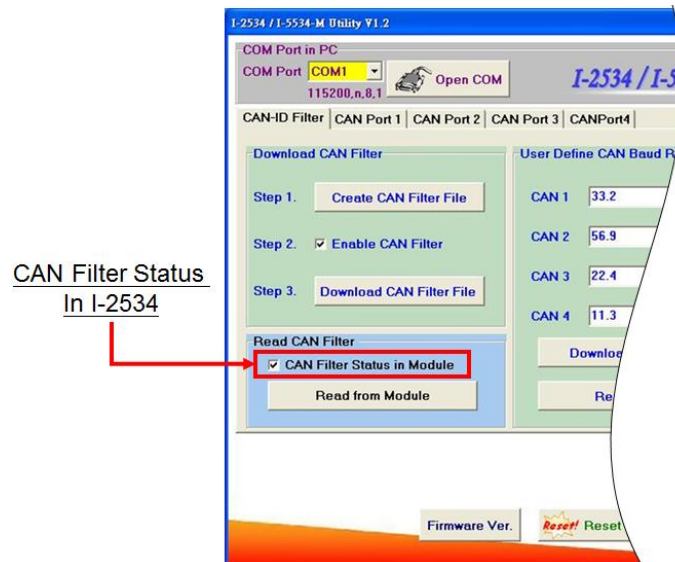 I-2534 / I-5534-M Utility V1.2
COM Port in PC
COM Port COM1 Open COM
115200,n,8,1
I-2534 / I-5
CAN-ID Filter CAN Port 1 CAN Port 2 CAN Port 3 CANPort4
Download CAN Filter
Step 1. Create CAN Filter File
Step 2. Enable CAN Filter
Step 3. Download CAN Filter File
User Define CAN Baud R
CAN 1 33.2
CAN 2 56.9
CAN 3 22.4
CAN 4 11.3
Downloa
Re
CAN Filter Status
In I-2534
Read CAN Filter
CAN Filter Status in Module
Read from Module
Firmware Ver.
Reset! Reset